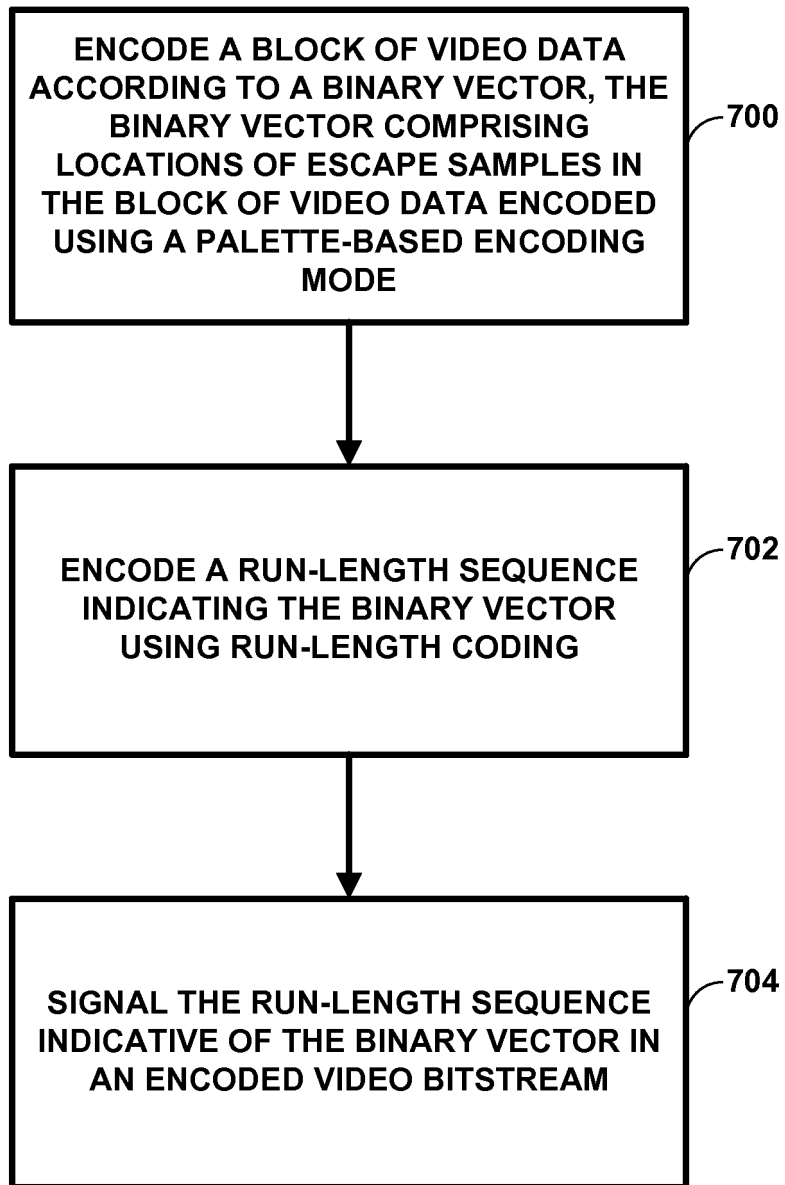 ENCODE A BLOCK OF VIDEO DATA
ACCORDING TO A BINARY VECTOR, THE
BINARY VECTOR COMPRISING
LOCATIONS OF ESCAPE SAMPLES IN
THE BLOCK OF VIDEO DATA ENCODED
USING A PALETTE-BASED ENCODING
MODE
700
ENCODE A RUN-LENGTH SEQUENCE
INDICATING THE BINARY VECTOR
USING RUN-LENGTH CODING
702
SIGNAL THE RUN-LENGTH SEQUENCE
INDICATIVE OF THE BINARY VECTOR IN
AN ENCODED VIDEO BITSTREAM
704